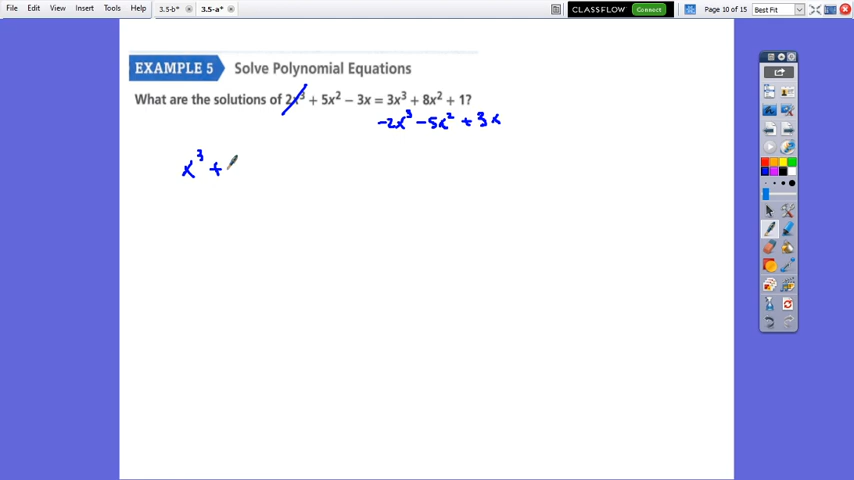 File Edit View Insert Tools Help 3.5-b* 3.5-a* CLASSFLOW Connect Page 10 of 15 Best Fit
EXAMPLE 5 Solve Polynomial Equations
What are the solutions of 2x³ + 5x² − 3x = 3x³ + 8x² + 1?
-2x³ -5x² + 3x
x³ +